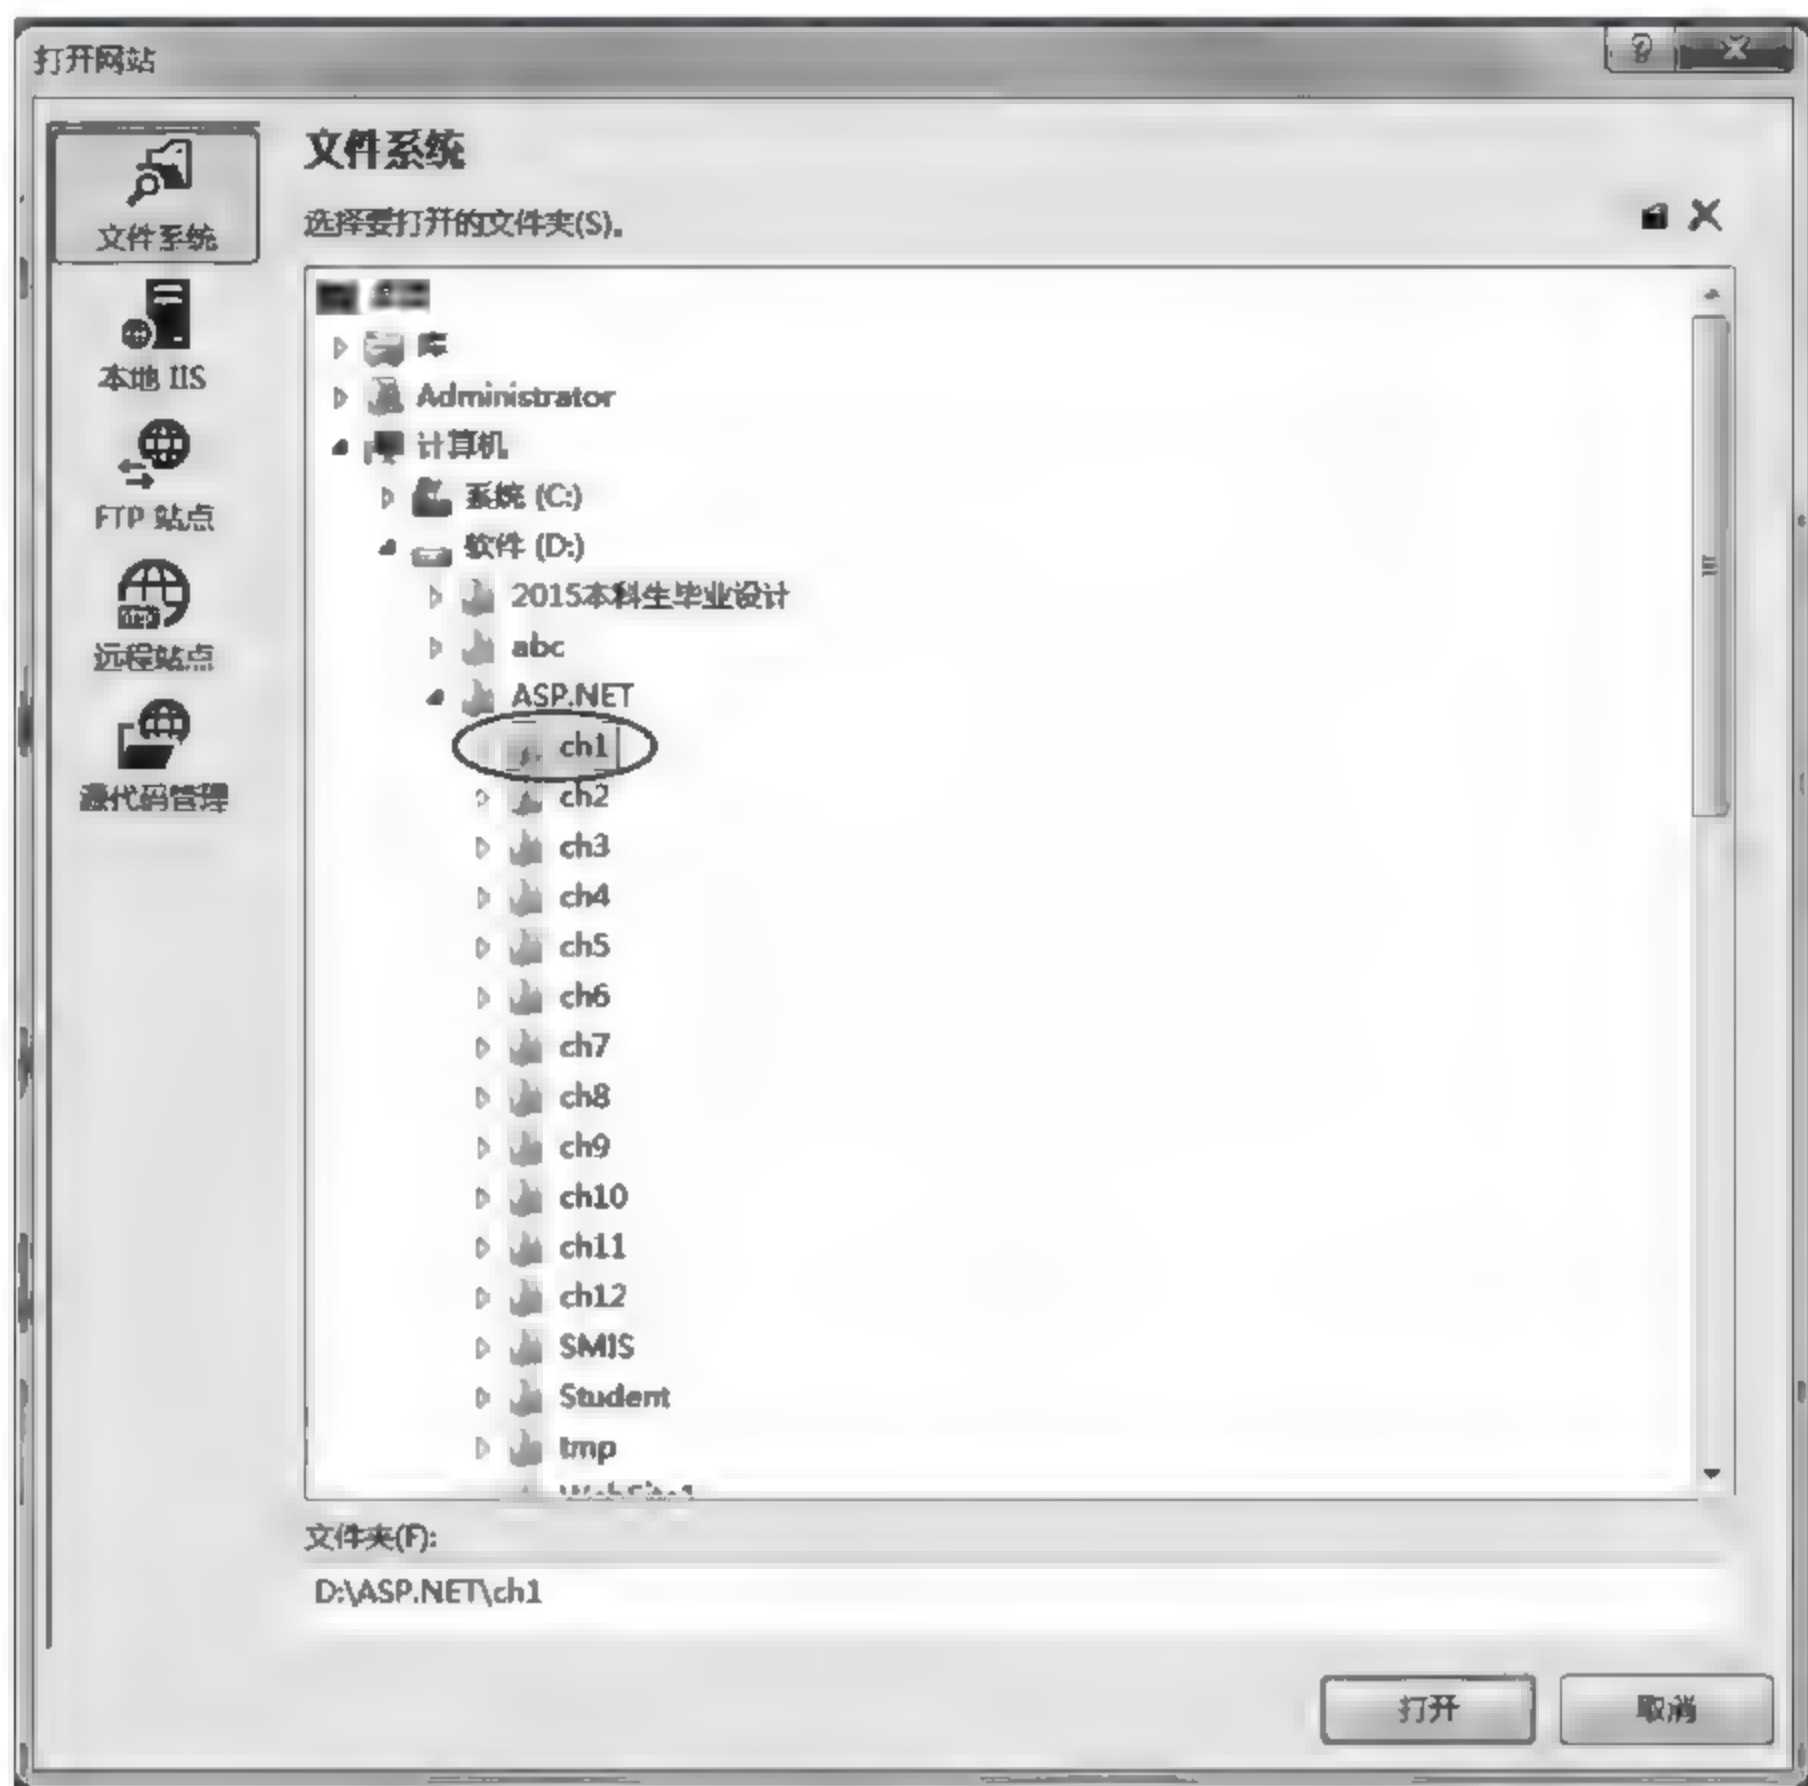 打开网站
文件系统
本地 IIS
FTP 站点
远程站点
源代码管理
文件系统
选择要打开的文件夹(S)。
库
Administrator
计算机
系统 (C:)
软件 (D:)
2015本科生毕业设计
abc
ASP.NET
ch1
ch2
ch3
ch4
ch5
ch6
ch7
ch8
ch9
ch10
ch11
ch12
SMIS
Student
tmp
WebSite1
文件夹(F):
D:\ASP.NET\ch1
打开
取消